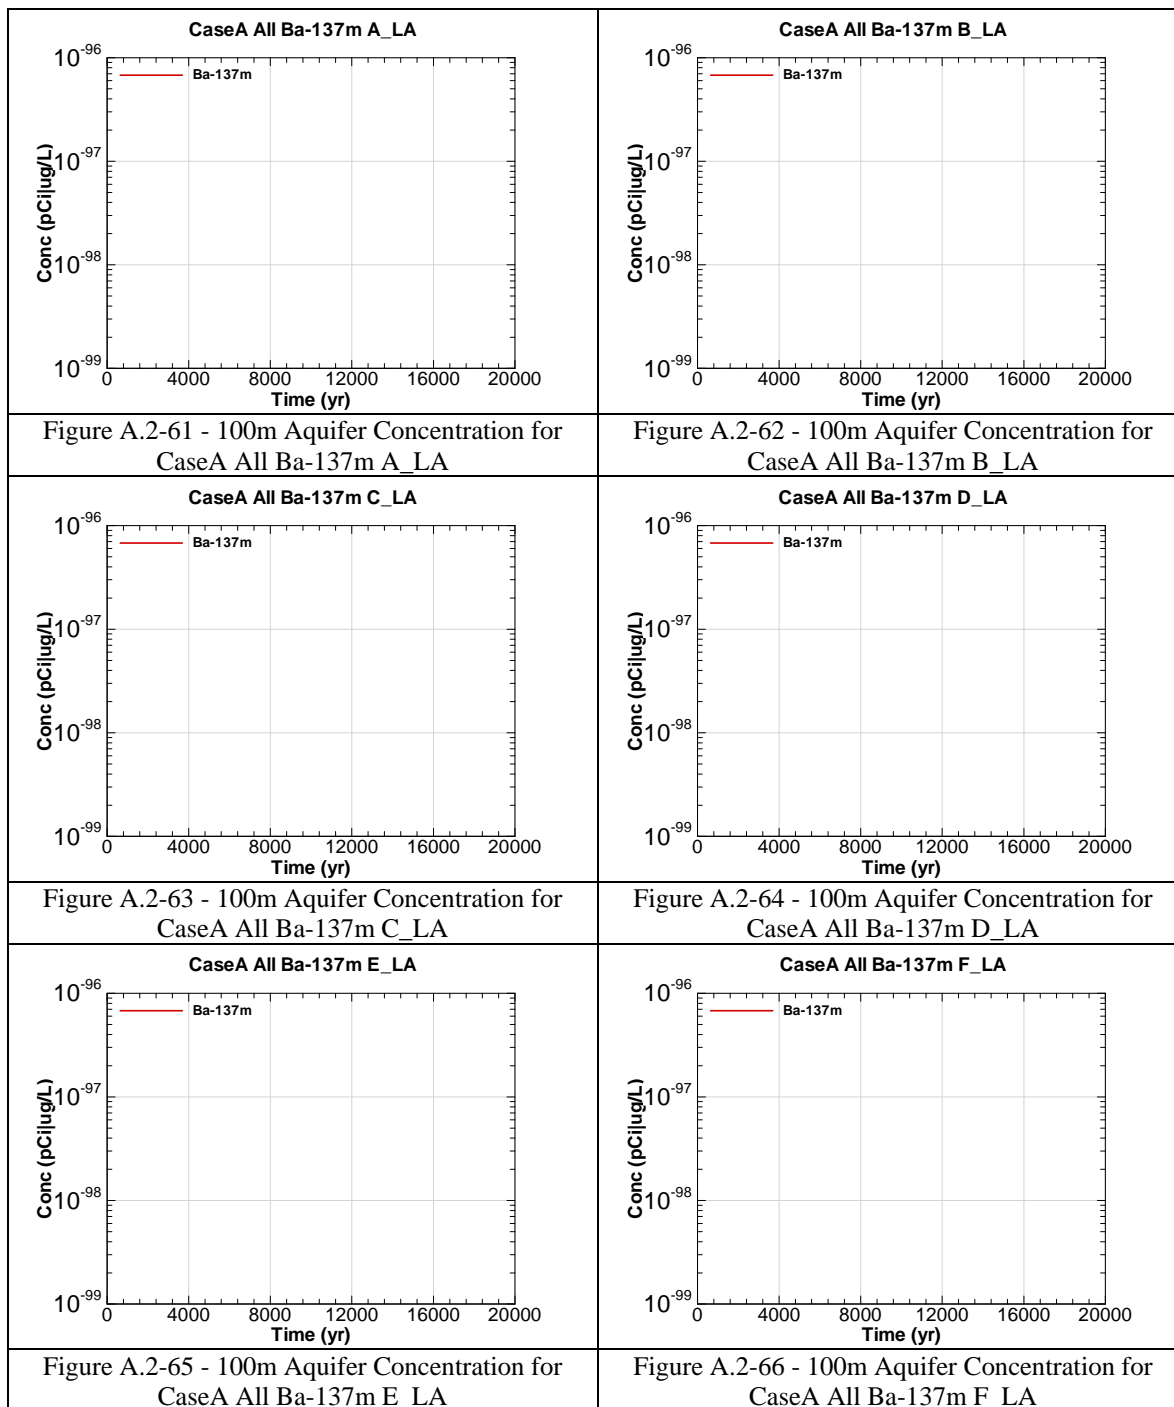 CaseA All Ba-137m A_LA
Ba-137m
Conc (pCi|ug/L)
10-96
10-97
10-98
10-99
0 4000 8000 12000 16000 20000
Time (yr)
Figure A.2-61 - 100m Aquifer Concentration for
CaseA All Ba-137m A_LA
CaseA All Ba-137m B_LA
Ba-137m
Conc (pCi|ug/L)
10-96
10-97
10-98
10-99
0 4000 8000 12000 16000 20000
Time (yr)
Figure A.2-62 - 100m Aquifer Concentration for
CaseA All Ba-137m B_LA
CaseA All Ba-137m C_LA
Ba-137m
Conc (pCi|ug/L)
10-96
10-97
10-98
10-99
0 4000 8000 12000 16000 20000
Time (yr)
Figure A.2-63 - 100m Aquifer Concentration for
CaseA All Ba-137m C_LA
CaseA All Ba-137m D_LA
Ba-137m
Conc (pCi|ug/L)
10-96
10-97
10-98
10-99
0 4000 8000 12000 16000 20000
Time (yr)
Figure A.2-64 - 100m Aquifer Concentration for
CaseA All Ba-137m D_LA
CaseA All Ba-137m E_LA
Ba-137m
Conc (pCi|ug/L)
10-96
10-97
10-98
10-99
0 4000 8000 12000 16000 20000
Time (yr)
Figure A.2-65 - 100m Aquifer Concentration for
CaseA All Ba-137m E_LA
CaseA All Ba-137m F_LA
Ba-137m
Conc (pCi|ug/L)
10-96
10-97
10-98
10-99
0 4000 8000 12000 16000 20000
Time (yr)
Figure A.2-66 - 100m Aquifer Concentration for
CaseA All Ba-137m F_LA